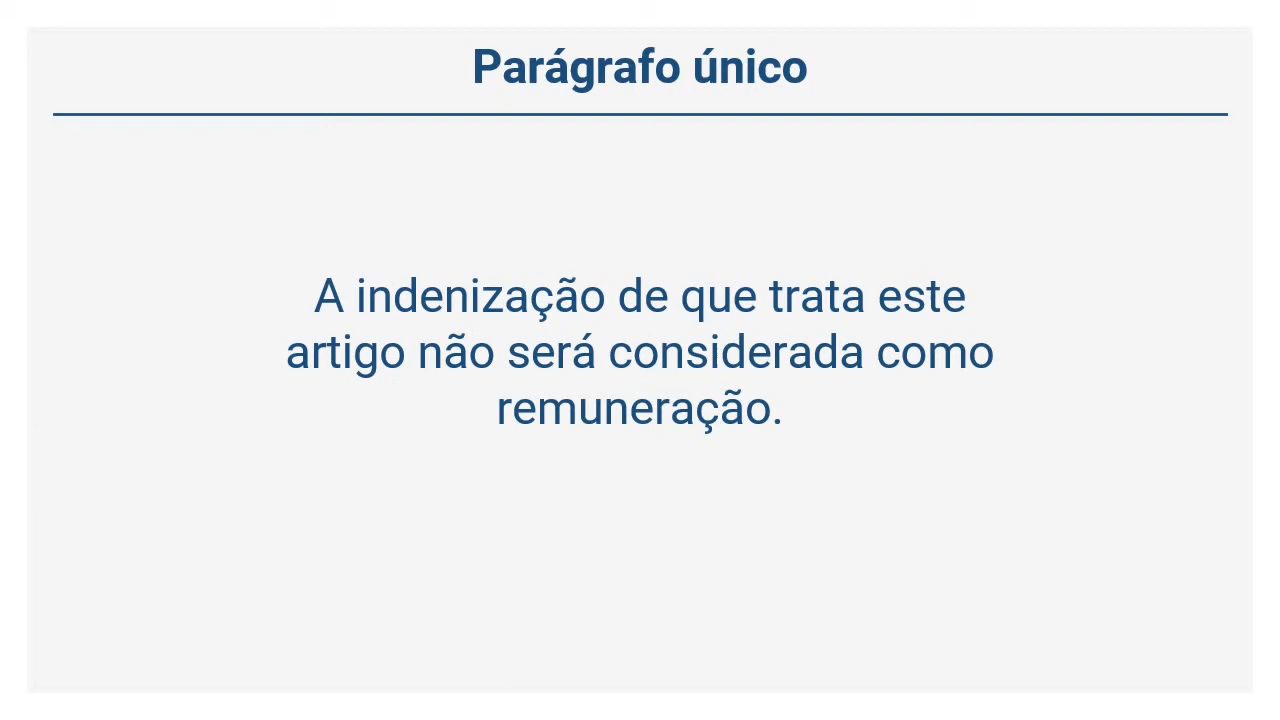 Parágrafo único
A indenização de que trata este
artigo não será considerada como
remuneração.